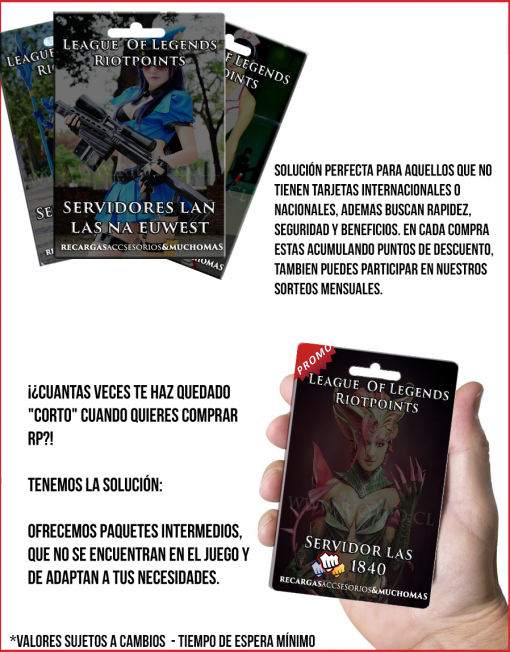 LEAGUE OF LEGENDS
RIOTPOINTS
SERVIDORES LAN
LAS NA EUWEST
RECARGASACCSESORIOS&MUCHOMAS
SOLUCIÓN PERFECTA PARA AQUELLOS QUE NO
TIENEN TARJETAS INTERNACIONALES O
NACIONALES, ADEMAS BUSCAN RAPIDEZ,
SEGURIDAD Y BENEFICIOS. EN CADA COMPRA
ESTAS ACUMULANDO PUNTOS DE DESCUENTO,
TAMBIEN PUEDES PARTICIPAR EN NUESTROS
SORTEOS MENSUALES.
¡¿CUANTAS VECES TE HAZ QUEDADO
"CORTO" CUANDO QUIERES COMPRAR
RP?!
TENEMOS LA SOLUCIÓN:
OFRECEMOS PAQUETES INTERMEDIOS,
QUE NO SE ENCUENTRAN EN EL JUEGO Y
DE ADAPTAN A TUS NECESIDADES.
PROMO
LEAGUE OF LEGENDS
RIOTPOINTS
SERVIDOR LAS
1840
RECARGASACCSESORIOS&MUCHOMAS
*VALORES SUJETOS A CAMBIOS - TIEMPO DE ESPERA MÍNIMO